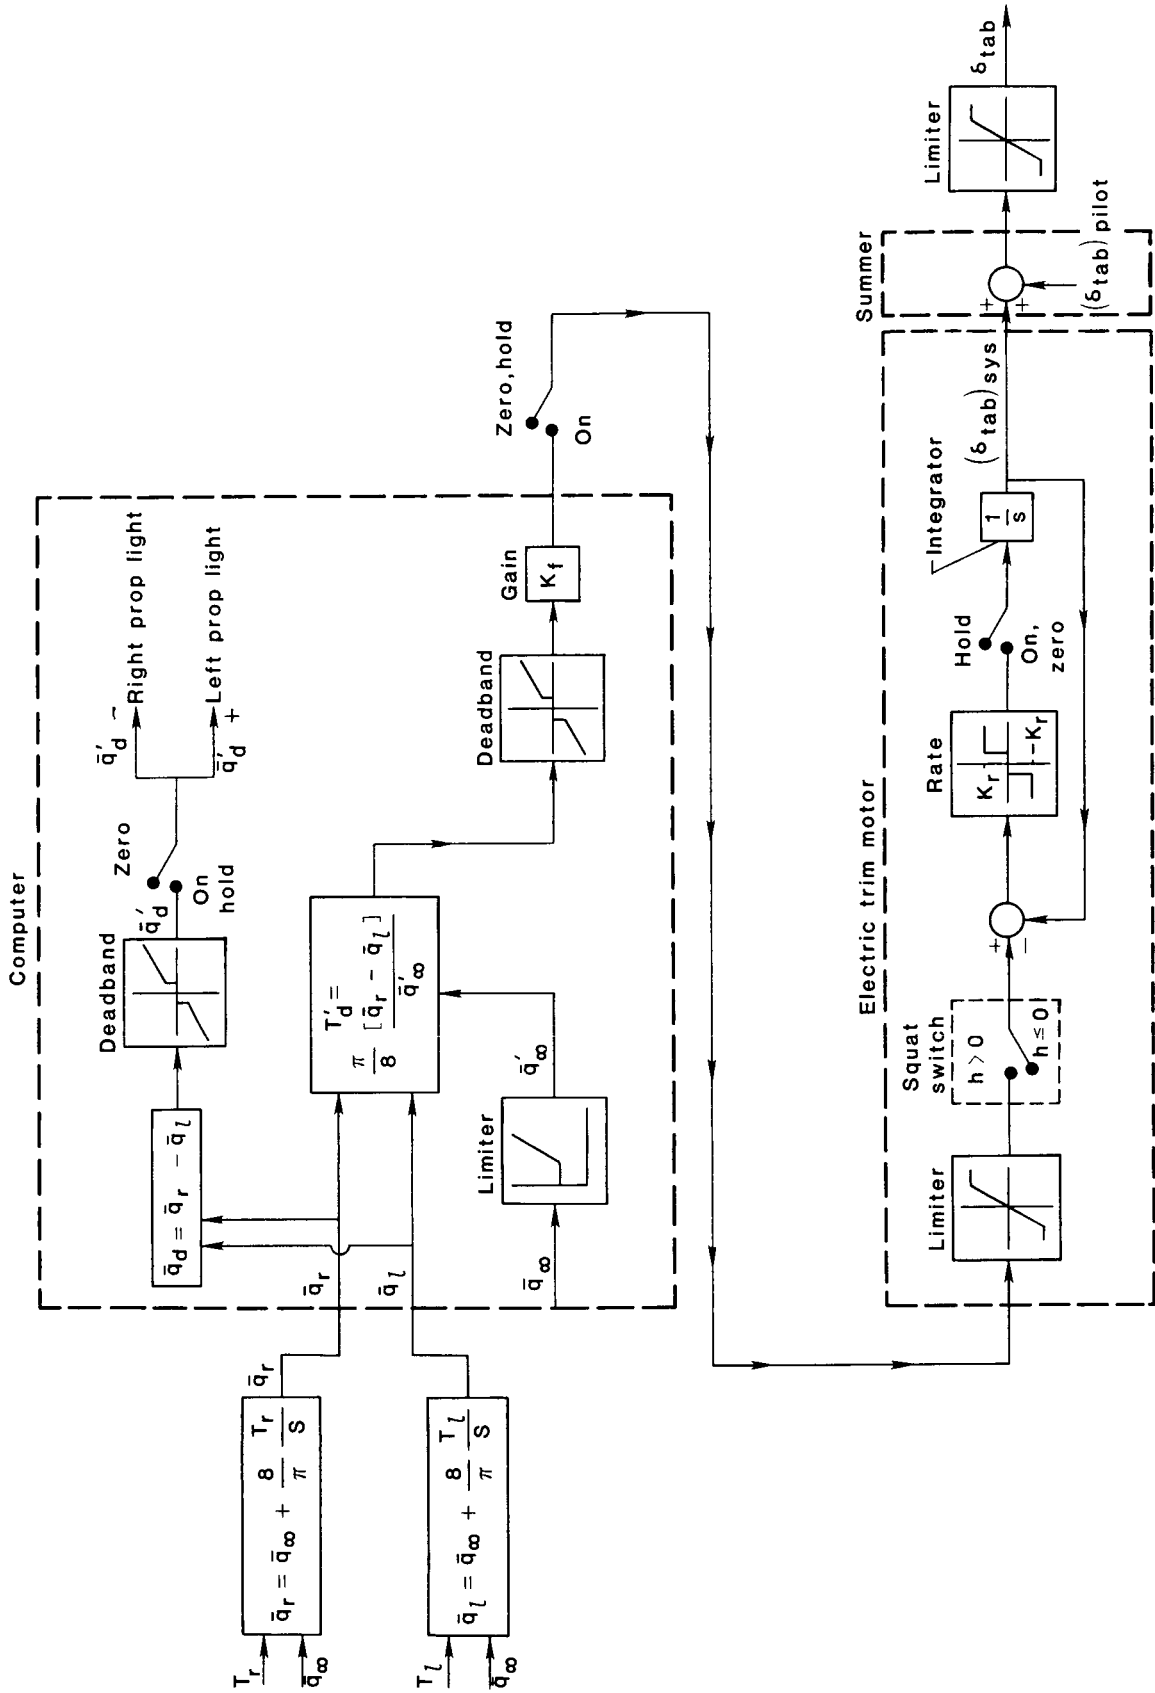 Computer
Deadband
q̄'d
Zero
On
hold
q̄'d −
Right prop light
Left prop light
q̄'d +
q̄d = q̄r − q̄l
T'd =
π/8 [q̄r − q̄l]/q̄'∞
Deadband
Gain
Kf
Zero, hold
On
Limiter
q̄'∞
q̄∞
q̄r
q̄l
Tr
q̄∞
q̄r = q̄∞ + 8/π Tr/S
q̄r
Tl
q̄∞
q̄l = q̄∞ + 8/π Tl/S
Electric trim motor
Limiter
Squat
switch
h > 0
h ≤ 0
+
−
Rate
Kr
−Kr
Hold
On,
zero
Integrator
1/s
(δtab)sys
Summer
+
+
(δtab)pilot
Limiter
δtab